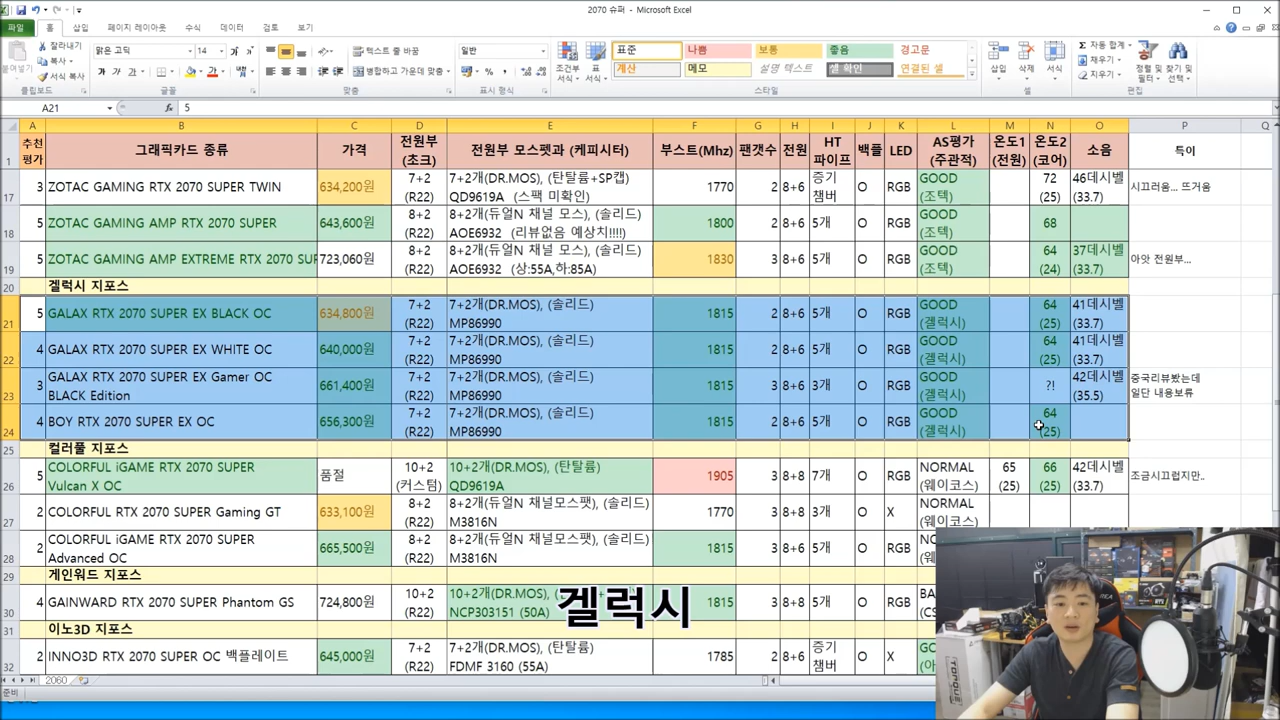 2070 슈퍼 - Microsoft Excel
파일 홈 삽입 페이지 레이아웃 수식 데이터 검토 보기
붙여넣기 잘라내기 복사 서식 복사 클립보드
맑은 고딕 14 글꼴
텍스트 줄 바꿈 병합하고 가운데 맞춤 맞춤
일반 표시 형식
조건부 서식 표 서식
표준 나쁨 보통 좋음 경고문
계산 메모 설명 텍스트 셀 확인 연결된 셀
스타일
삽입 삭제 서식 셀
자동 합계 채우기 지우기 정렬 및 필터 찾기 및 선택 편집
A21 fx 5
A B C D E F G H I J K L M N O P Q
1 추천 평가 그래픽카드 종류 가격 전원부 (쵸크) 전원부 모스펫과 (케피시터) 부스트(Mhz) 팬갯수 전원 HT 파이프 백플 LED AS평가 (주관적) 온도1 (전원) 온도2 (코어) 소음 특이
17 3 ZOTAC GAMING RTX 2070 SUPER TWIN 634,200원 7+2 (R22) 7+2개(DR.MOS), (탄탈륨+SP캡) QD9619A (스팩 미확인) 1770 2 8+6 증기 챔버 O RGB GOOD (조텍) 72 (25) 46데시벨 (33.7) 시끄러움... 뜨거움
18 5 ZOTAC GAMING AMP RTX 2070 SUPER 643,600원 8+2 (R22) 8+2개(듀얼N 채널 모스), (솔리드) AOE6932 (리뷰없음 예상치!!!!) 1800 2 8+6 5개 O RGB GOOD (조텍) 68
19 5 ZOTAC GAMING AMP EXTREME RTX 2070 SUP 723,060원 8+2 (R22) 8+2개(듀얼N 채널 모스), (솔리드) AOE6932 (상:55A,하:85A) 1830 3 8+6 5개 O RGB GOOD (조텍) 64 (24) 37데시벨 (33.7) 아앗 전원부...
20 겔럭시 지포스
21 5 GALAX RTX 2070 SUPER EX BLACK OC 634,800원 7+2 (R22) 7+2개(DR.MOS), (솔리드) MP86990 1815 2 8+6 5개 O RGB GOOD (겔럭시) 64 (25) 41데시벨 (33.7)
22 4 GALAX RTX 2070 SUPER EX WHITE OC 640,000원 7+2 (R22) 7+2개(DR.MOS), (솔리드) MP86990 1815 2 8+6 5개 O RGB GOOD (겔럭시) 64 (25) 41데시벨 (33.7)
23 3 GALAX RTX 2070 SUPER EX Gamer OC BLACK Edition 661,400원 7+2 (R22) 7+2개(DR.MOS), (솔리드) MP86990 1815 3 8+6 3개 O RGB GOOD (겔럭시) ?! 42데시벨 (35.5) 중국리뷰봤는데 일단 내용보류
24 4 BOY RTX 2070 SUPER EX OC 656,300원 7+2 (R22) 7+2개(DR.MOS), (솔리드) MP86990 1815 2 8+6 5개 O RGB GOOD (겔럭시) 64 (25)
25 컬러풀 지포스
26 5 COLORFUL iGAME RTX 2070 SUPER Vulcan X OC 품절 10+2 (커스텀) 10+2개(DR.MOS), (탄탈륨) QD9619A 1905 3 8+8 7개 O RGB NORMAL (웨이코스) 65 (25) 66 (25) 42데시벨 (33.7) 조금시끄럽지만..
27 2 COLORFUL RTX 2070 SUPER Gaming GT 633,100원 8+2 (R22) 8+2개(듀얼N 채널모스팻), (솔리드) M3816N 1770 2 8+8 3개 O X NORMAL (웨이코스)
28 2 COLORFUL iGAME RTX 2070 SUPER Advanced OC 665,500원 8+2 (R22) 8+2개(듀얼N 채널모스팻), (솔리드) M3816N 1815 3 8+8 5개 O RGB
29 게인워드 지포스
30 4 GAINWARD RTX 2070 SUPER Phantom GS 724,800원 10+2 (R22) 10+2개(DR.MOS), NCP303151 (50A) 1815 3 8+8 5개 O RGB
31 이노3D 지포스
32 2 INNO3D RTX 2070 SUPER OC 백플레이트 645,000원 7+2 (R22) 7+2개(DR.MOS), (탄탈륨) FDMF 3160 (55A) 1785 2 8+6 증기 챔버 O X
겔럭시
2060
준비